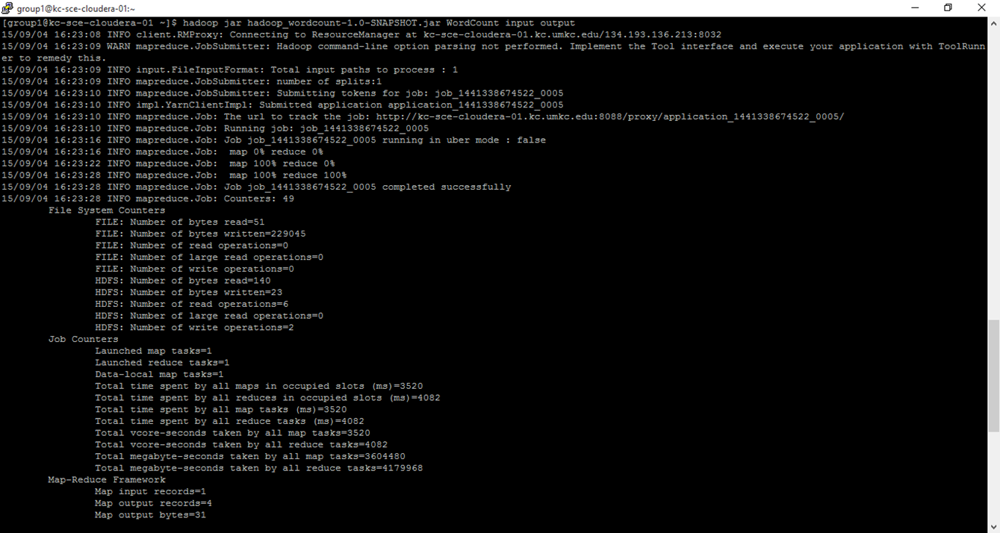 group1@kc-sce-cloudera-01:~
[group1@kc-sce-cloudera-01 ~]$ hadoop jar hadoop_wordcount-1.0-SNAPSHOT.jar WordCount input output
15/09/04 16:23:08 INFO client.RMProxy: Connecting to ResourceManager at kc-sce-cloudera-01.kc.umkc.edu/134.193.136.213:8032
15/09/04 16:23:09 WARN mapreduce.JobSubmitter: Hadoop command-line option parsing not performed. Implement the Tool interface and execute your application with ToolRunn
er to remedy this.
15/09/04 16:23:09 INFO input.FileInputFormat: Total input paths to process : 1
15/09/04 16:23:09 INFO mapreduce.JobSubmitter: number of splits:1
15/09/04 16:23:10 INFO mapreduce.JobSubmitter: Submitting tokens for job: job_1441338674522_0005
15/09/04 16:23:10 INFO impl.YarnClientImpl: Submitted application application_1441338674522_0005
15/09/04 16:23:10 INFO mapreduce.Job: The url to track the job: http://kc-sce-cloudera-01.kc.umkc.edu:8088/proxy/application_1441338674522_0005/
15/09/04 16:23:10 INFO mapreduce.Job: Running job: job_1441338674522_0005
15/09/04 16:23:16 INFO mapreduce.Job: Job job_1441338674522_0005 running in uber mode : false
15/09/04 16:23:16 INFO mapreduce.Job:  map 0% reduce 0%
15/09/04 16:23:22 INFO mapreduce.Job:  map 100% reduce 0%
15/09/04 16:23:28 INFO mapreduce.Job:  map 100% reduce 100%
15/09/04 16:23:28 INFO mapreduce.Job: Job job_1441338674522_0005 completed successfully
15/09/04 16:23:28 INFO mapreduce.Job: Counters: 49
File System Counters
FILE: Number of bytes read=51
FILE: Number of bytes written=229045
FILE: Number of read operations=0
FILE: Number of large read operations=0
FILE: Number of write operations=0
HDFS: Number of bytes read=140
HDFS: Number of bytes written=23
HDFS: Number of read operations=6
HDFS: Number of large read operations=0
HDFS: Number of write operations=2
Job Counters
Launched map tasks=1
Launched reduce tasks=1
Data-local map tasks=1
Total time spent by all maps in occupied slots (ms)=3520
Total time spent by all reduces in occupied slots (ms)=4082
Total time spent by all map tasks (ms)=3520
Total time spent by all reduce tasks (ms)=4082
Total vcore-seconds taken by all map tasks=3520
Total vcore-seconds taken by all reduce tasks=4082
Total megabyte-seconds taken by all map tasks=3604480
Total megabyte-seconds taken by all reduce tasks=4179968
Map-Reduce Framework
Map input records=1
Map output records=4
Map output bytes=31